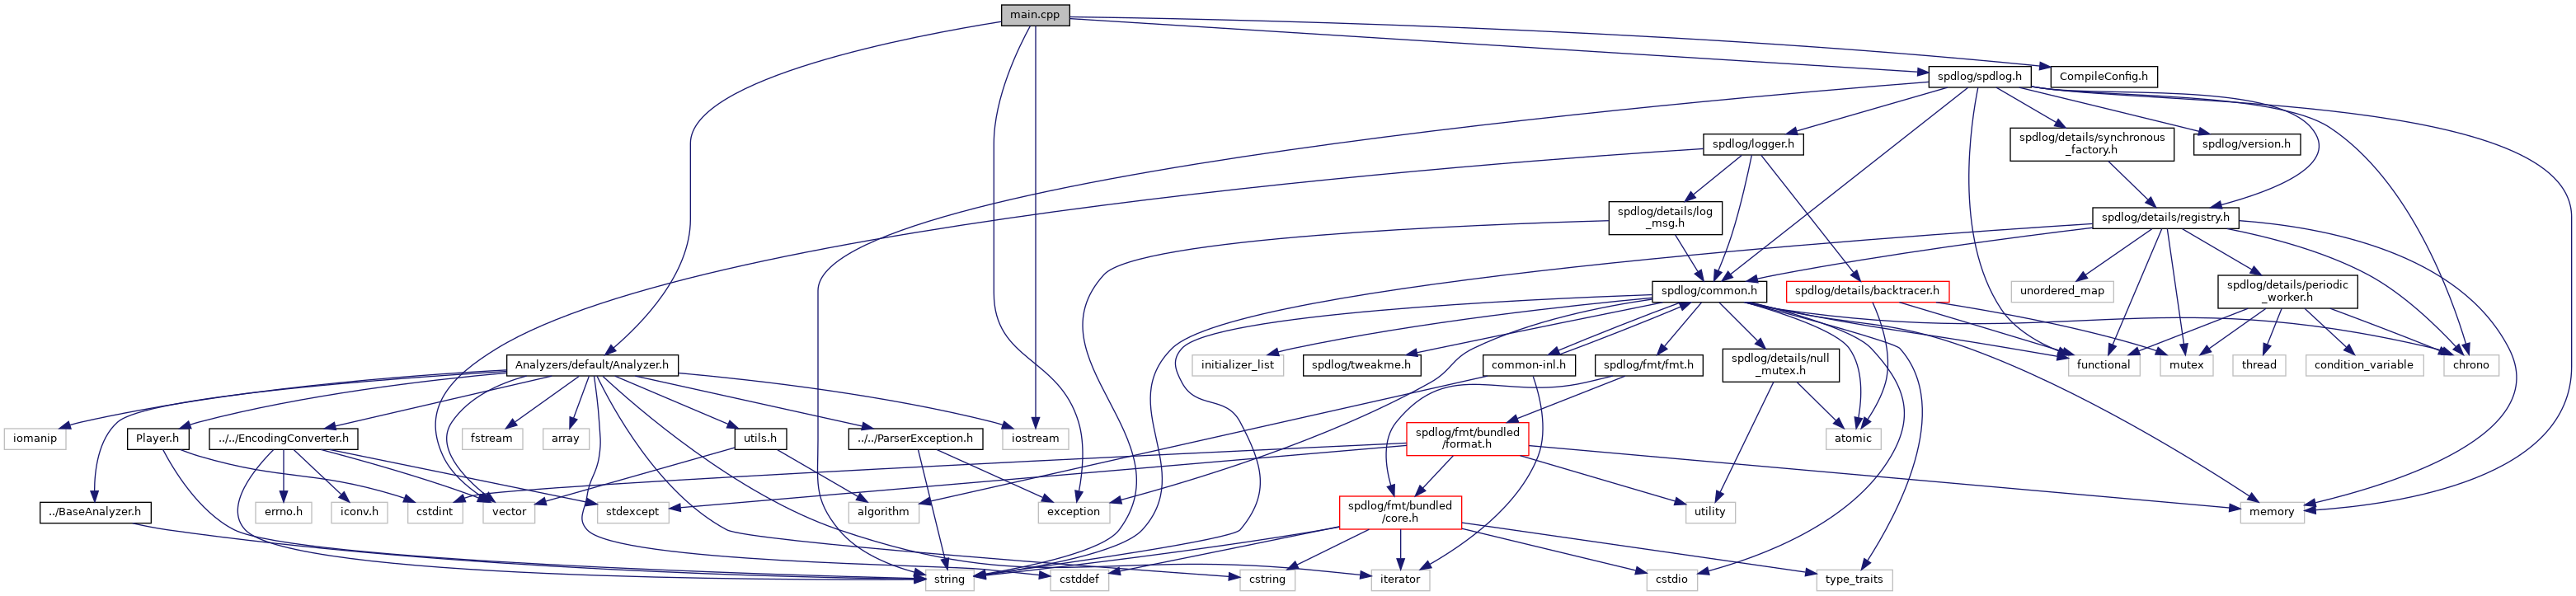 main.cpp
spdlog/spdlog.h
CompileConfig.h
spdlog/logger.h
spdlog/details/synchronous
_factory.h
spdlog/version.h
spdlog/details/log
_msg.h
spdlog/details/registry.h
spdlog/common.h
spdlog/details/backtracer.h
unordered_map
spdlog/details/periodic
_worker.h
Analyzers/default/Analyzer.h
initializer_list
spdlog/tweakme.h
common-inl.h
spdlog/fmt/fmt.h
spdlog/details/null
_mutex.h
functional
mutex
thread
condition_variable
chrono
iomanip
Player.h
../../EncodingConverter.h
fstream
array
utils.h
../../ParserException.h
iostream
spdlog/fmt/bundled
/format.h
atomic
../BaseAnalyzer.h
errno.h
iconv.h
cstdint
vector
stdexcept
algorithm
exception
spdlog/fmt/bundled
/core.h
utility
memory
string
cstddef
cstring
iterator
cstdio
type_traits